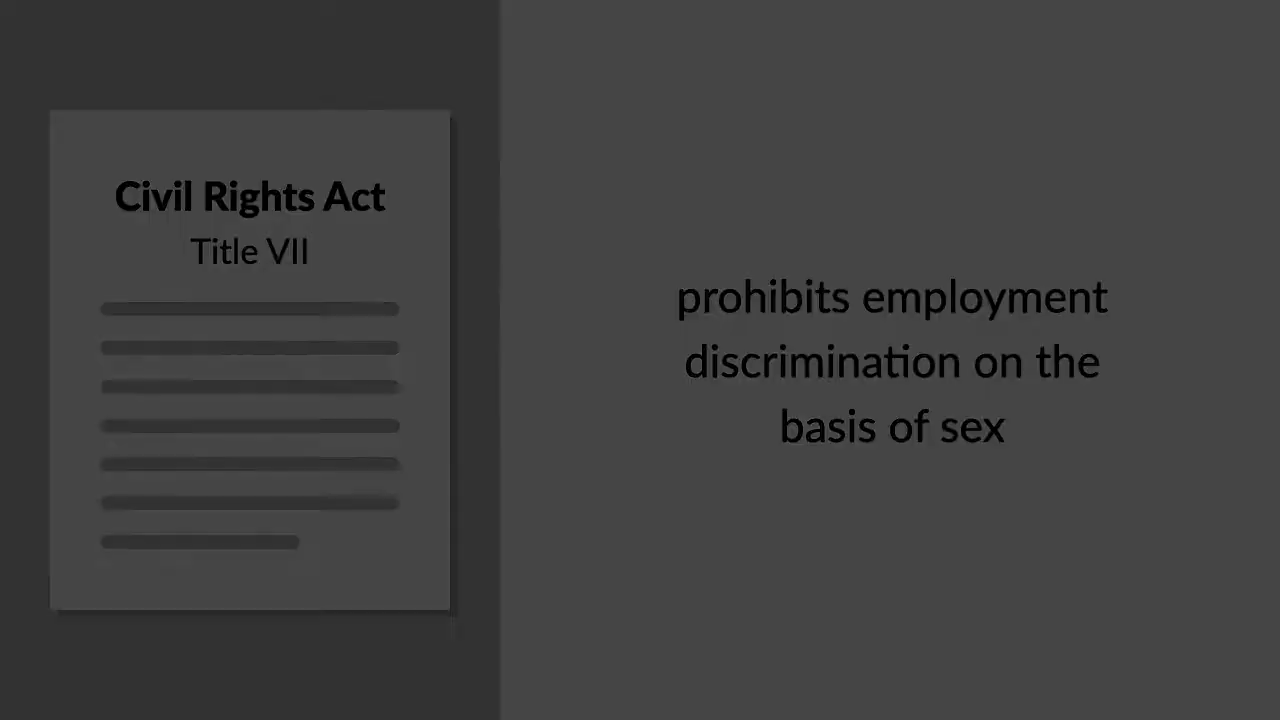 Civil Rights Act
Title VII
prohibits employment
discrimination on the
basis of sex